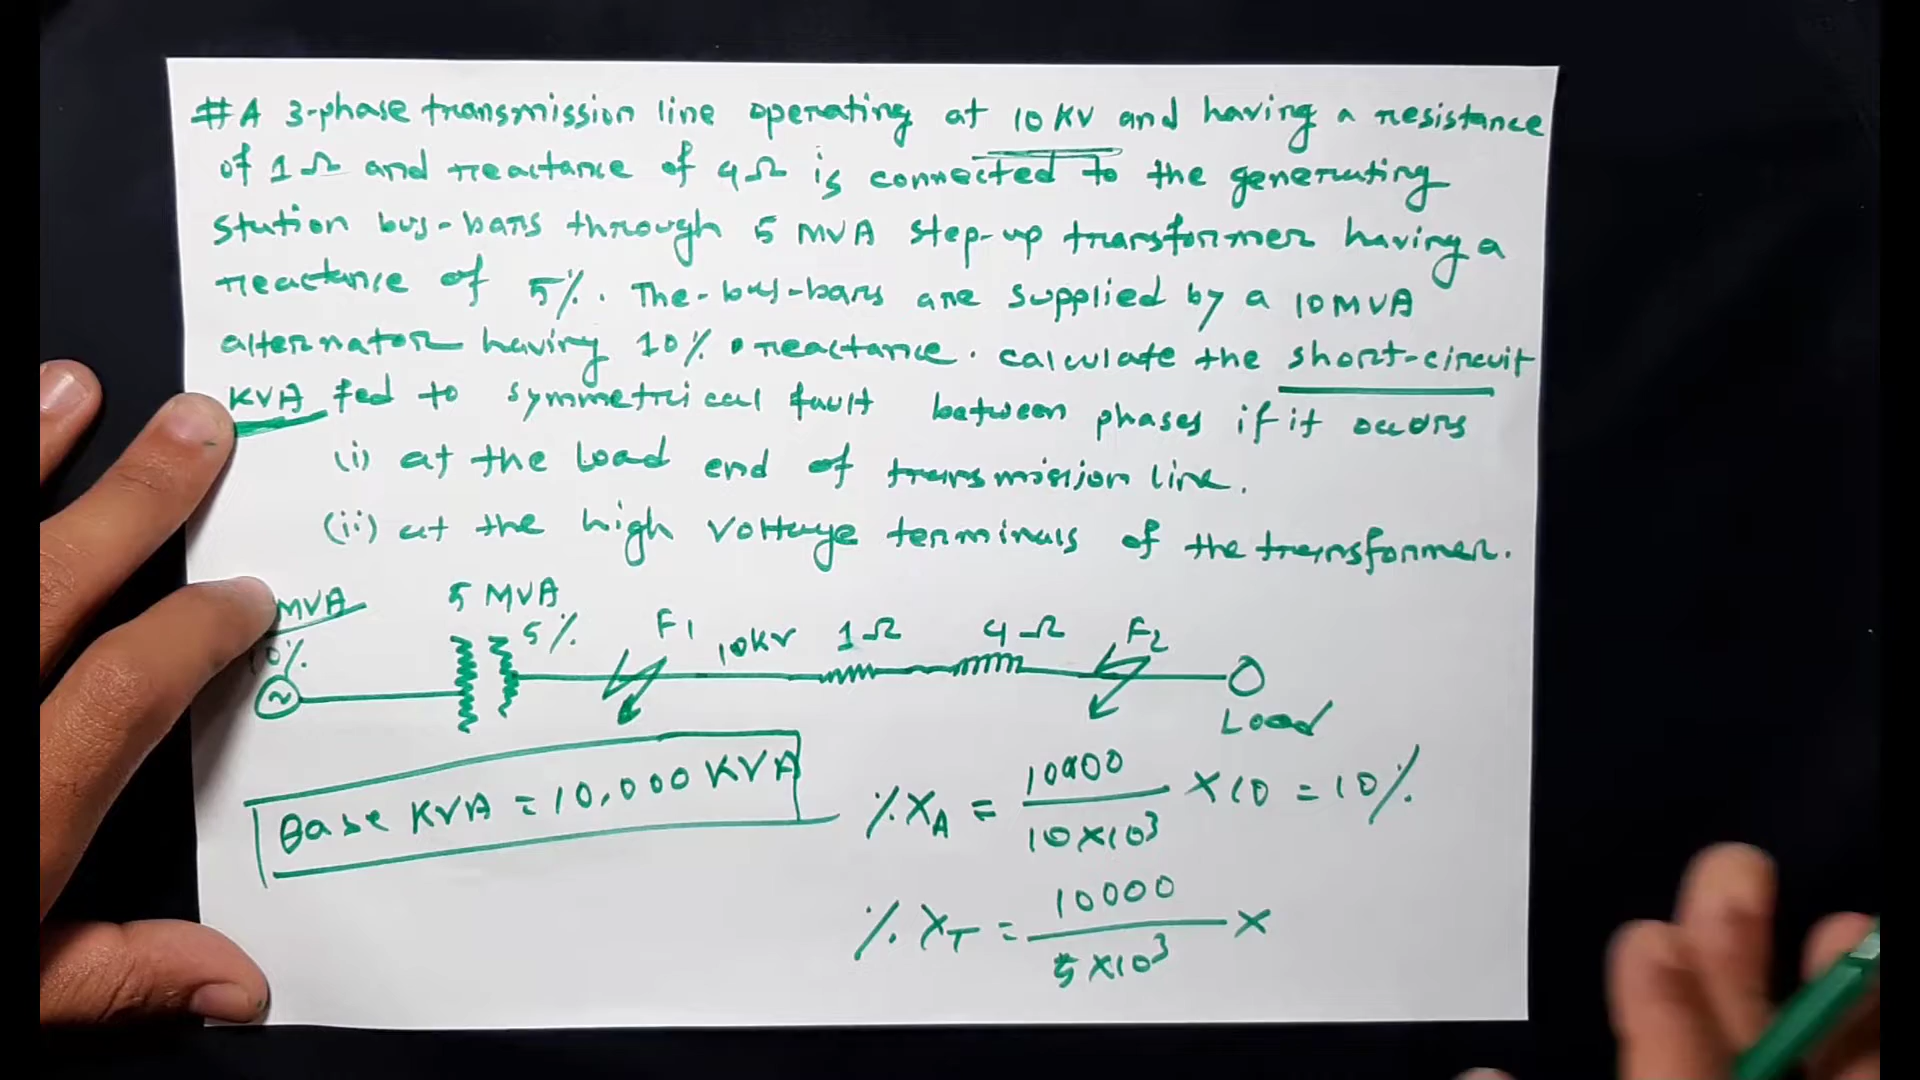 #A 3-phase transmission line operating at 10 KV and having a resistance
of 1Ω and reactance of 4Ω is connected to the generating
station bus-bars through 5 MVA step-up transformer having a
reactance of 5%. The-bus-bars are supplied by a 10MVA
alternator having 10% reactance. calculate the short-circuit
KVA fed to symmetrical fault between phases if it occurs
(i) at the load end of transmission line.
(ii) at the high voltage terminals of the transformer.
MVA 5 MVA
0% 5% F1 10KV 1Ω 4Ω F2
~
Load
Base KVA = 10,000 KVA
%XA = 10000 / 10×10³ ×10 = 10%
%XT = 10000 / 5×10³ ×